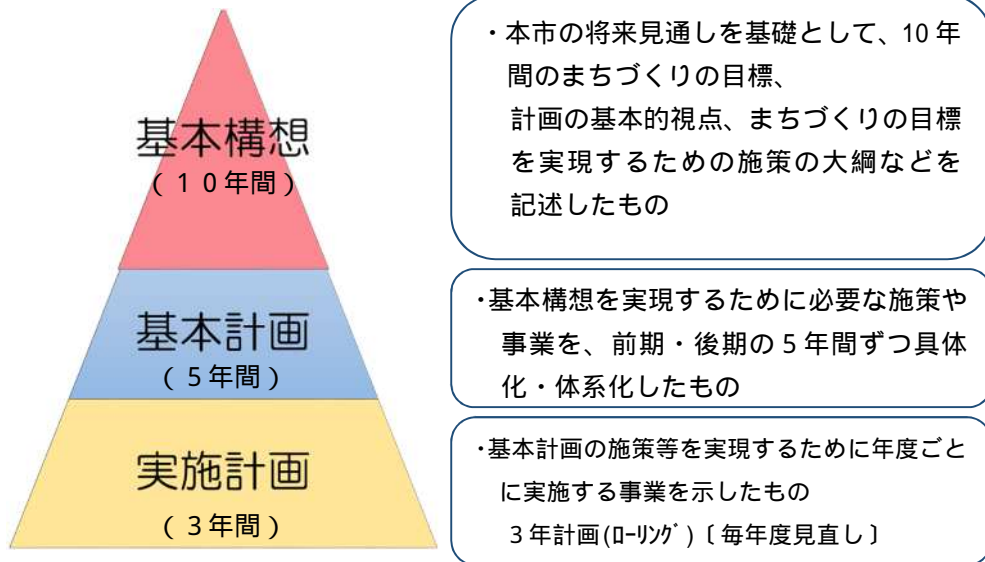 基本構想
（１０年間）
・本市の将来見通しを基礎として、10年
間のまちづくりの目標、
計画の基本的視点、まちづくりの目標
を実現するための施策の大綱などを
記述したもの
基本計画
（５年間）
・基本構想を実現するために必要な施策や
事業を、前期・後期の５年間ずつ具体
化・体系化したもの
実施計画
（３年間）
・基本計画の施策等を実現するために年度ごと
に実施する事業を示したもの
３年計画(ﾛｰﾘﾝｸﾞ)〔毎年度見直し〕